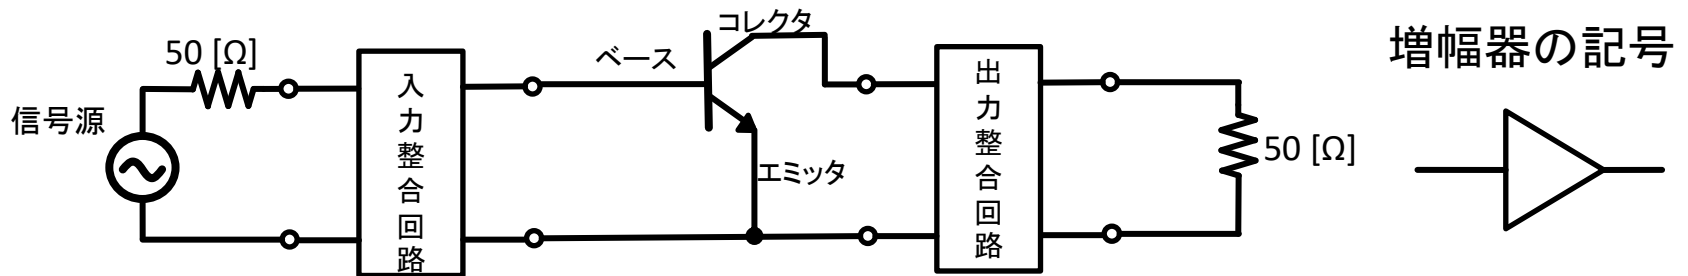 50 [Ω]
信号源
入力整合回路
ベース
コレクタ
エミッタ
出力整合回路
50 [Ω]
増幅器の記号